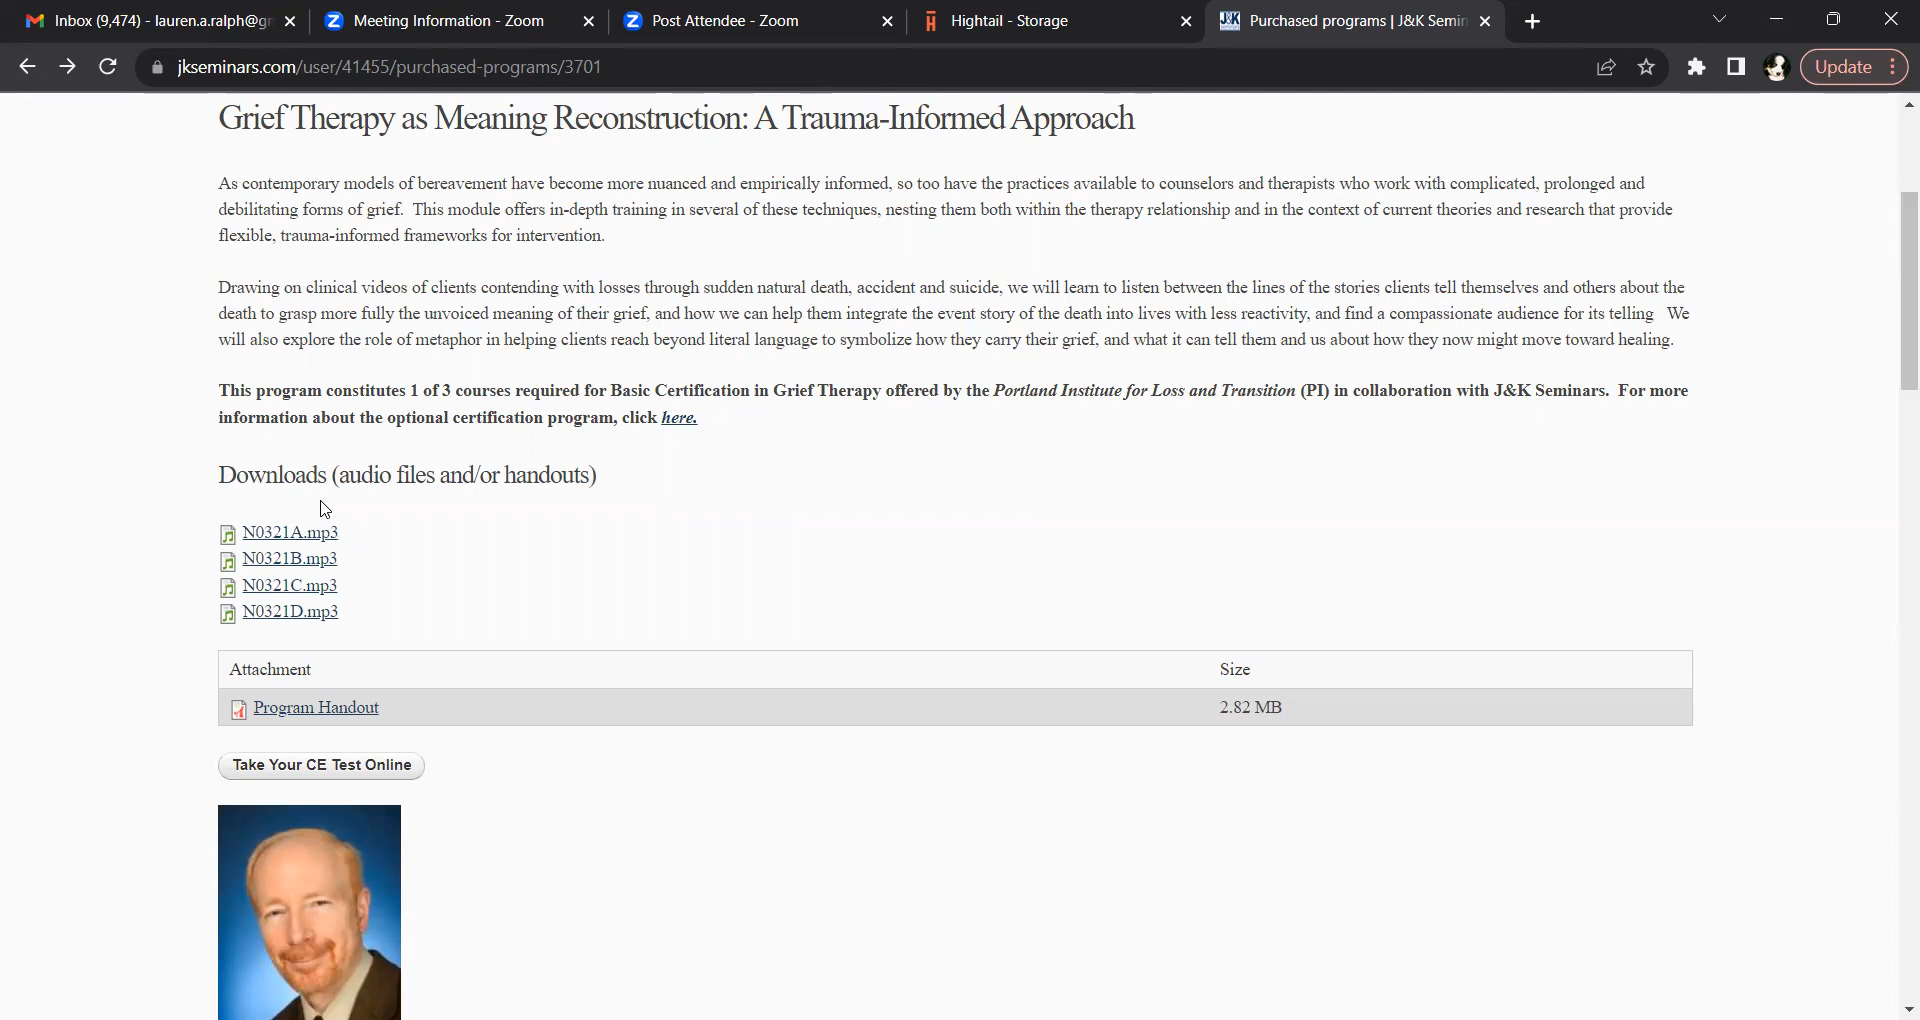 Inbox (9,474) - lauren.a.ralph@g
Meeting Information - Zoom
Post Attendee - Zoom
Hightail - Storage
J&K
Purchased programs | J&K Semin
jkseminars.com/user/41455/purchased-programs/3701
Update
Grief Therapy as Meaning Reconstruction: A Trauma-Informed Approach
As contemporary models of bereavement have become more nuanced and empirically informed, so too have the practices available to counselors and therapists who work with complicated, prolonged and
debilitating forms of grief. This module offers in-depth training in several of these techniques, nesting them both within the therapy relationship and in the context of current theories and research that provide
flexible, trauma-informed frameworks for intervention.
Drawing on clinical videos of clients contending with losses through sudden natural death, accident and suicide, we will learn to listen between the lines of the stories clients tell themselves and others about the
death to grasp more fully the unvoiced meaning of their grief, and how we can help them integrate the event story of the death into lives with less reactivity, and find a compassionate audience for its telling We
will also explore the role of metaphor in helping clients reach beyond literal language to symbolize how they carry their grief, and what it can tell them and us about how they now might move toward healing.
This program constitutes 1 of 3 courses required for Basic Certification in Grief Therapy offered by the Portland Institute for Loss and Transition (PI) in collaboration with J&K Seminars. For more
information about the optional certification program, click here.
Downloads (audio files and/or handouts)
N0321A.mp3
N0321B.mp3
N0321C.mp3
N0321D.mp3
Attachment Size
Program Handout 2.82 MB
Take Your CE Test Online